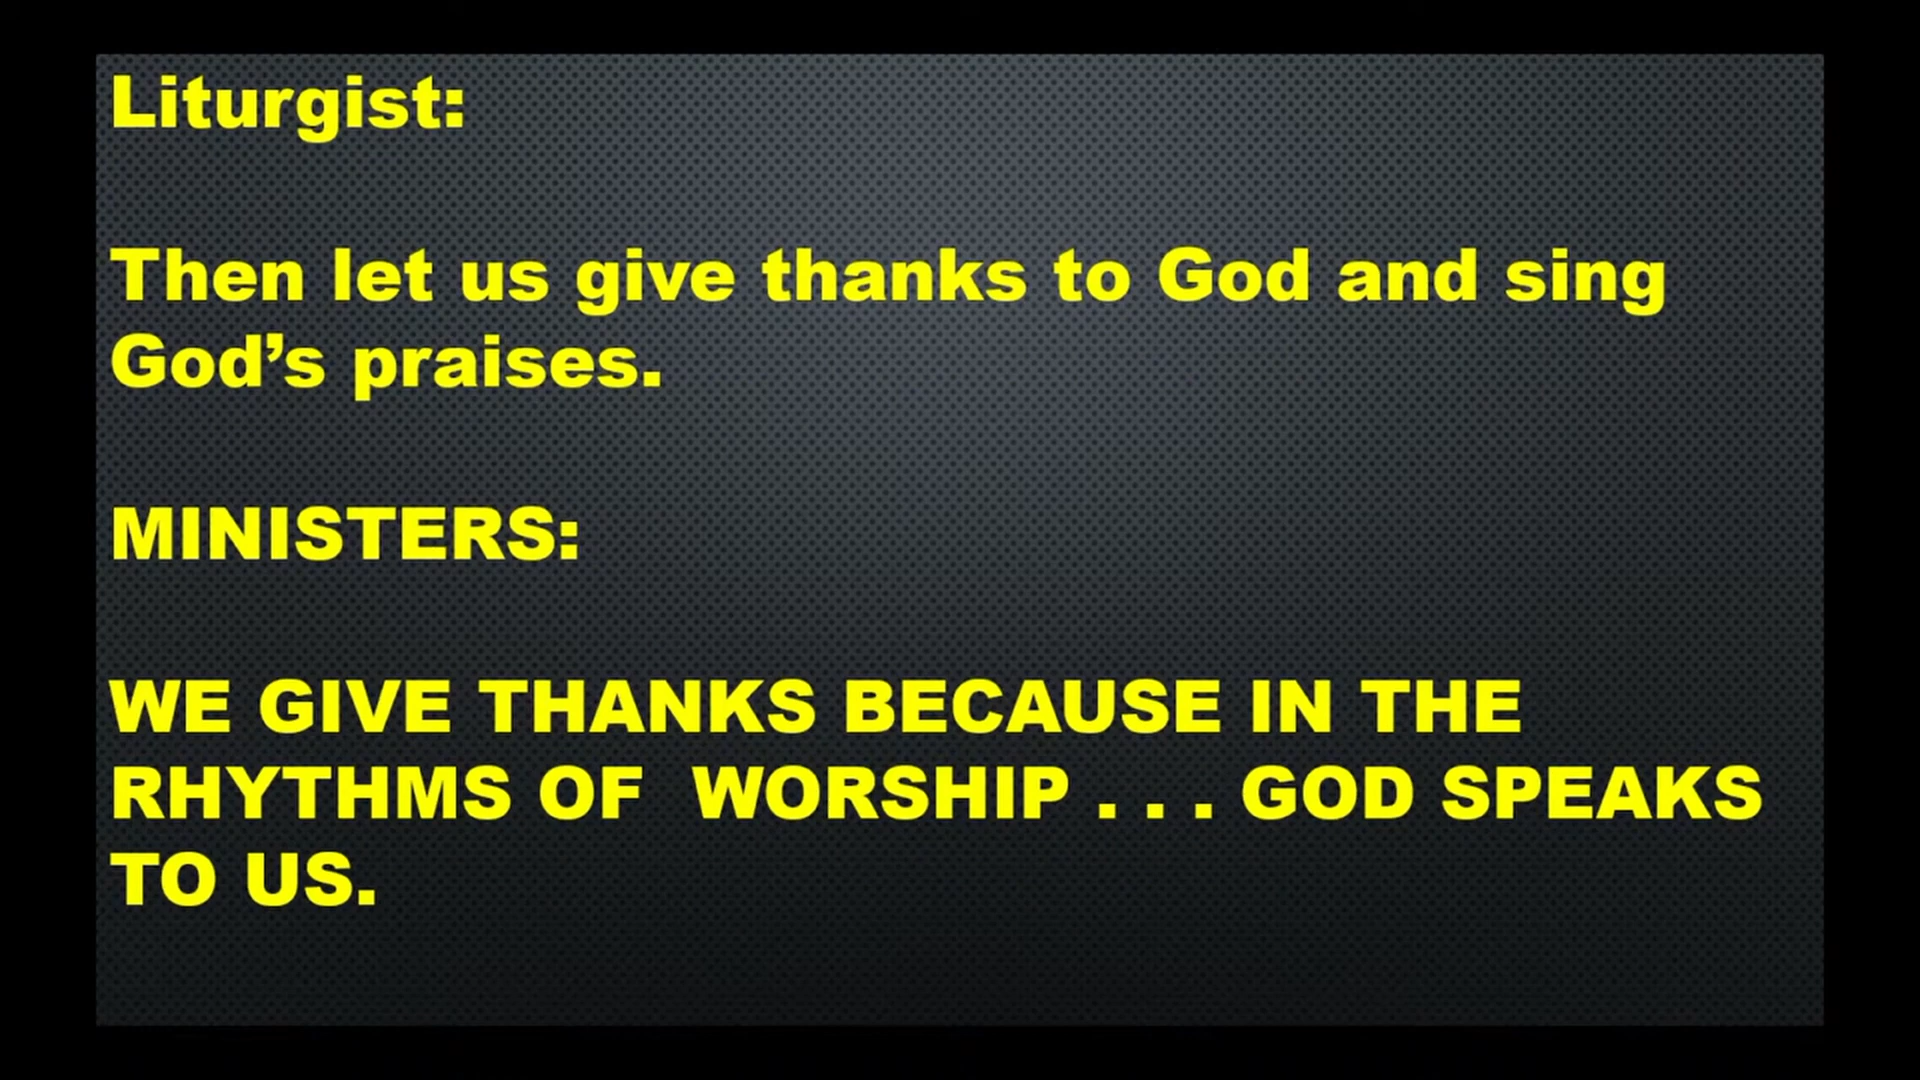 Liturgist:
Then let us give thanks to God and sing
God’s praises.
MINISTERS:
WE GIVE THANKS BECAUSE IN THE
RHYTHMS OF  WORSHIP . . . GOD SPEAKS
TO US.